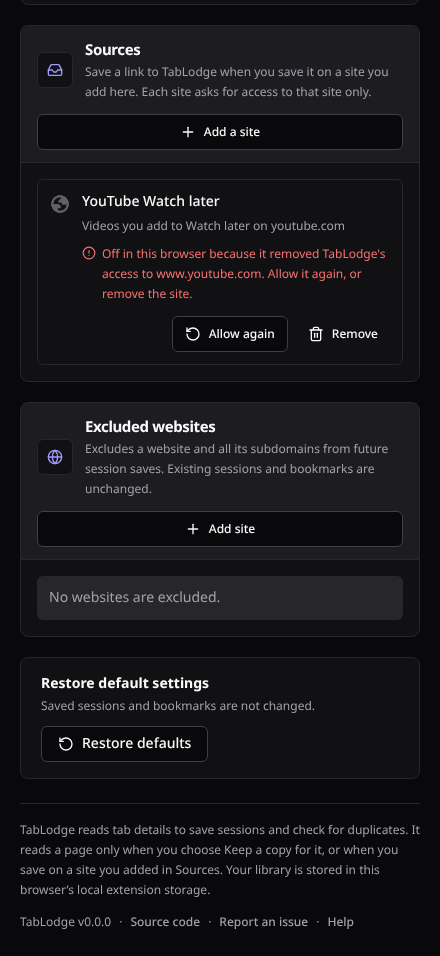 Sources
Save a link to TabLodge when you save it on a site you
add here. Each site asks for access to that site only.
Add a site
YouTube Watch later
Videos you add to Watch later on youtube.com
Off in this browser because it removed TabLodge's
access to www.youtube.com. Allow it again, or
remove the site.
Allow again
Remove
Excluded websites
Excludes a website and all its subdomains from future
session saves. Existing sessions and bookmarks are
unchanged.
Add site
No websites are excluded.
Restore default settings
Saved sessions and bookmarks are not changed.
Restore defaults
TabLodge reads tab details to save sessions and check for duplicates. It
reads a page only when you choose Keep a copy for it, or when you
save on a site you added in Sources. Your library is stored in this
browser's local extension storage.
TabLodge v0.0.0 · Source code · Report an issue · Help